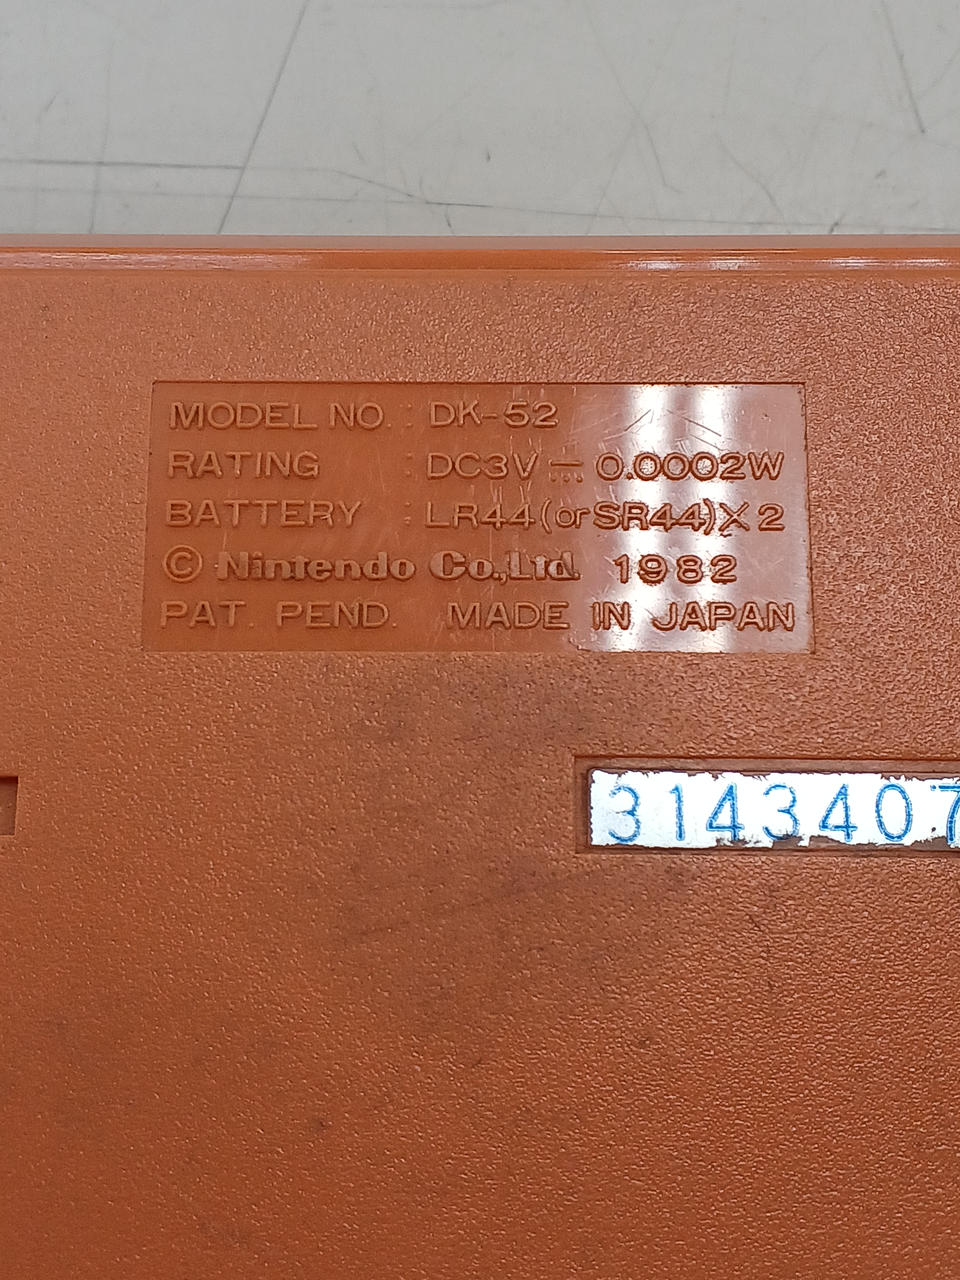 MODEL NO. : DK-52
RATING : DC3V ⎓ 0.0002W
BATTERY : LR44(or SR44)X2
© Nintendo Co.,Ltd. 1982
PAT. PEND. MADE IN JAPAN
3143407